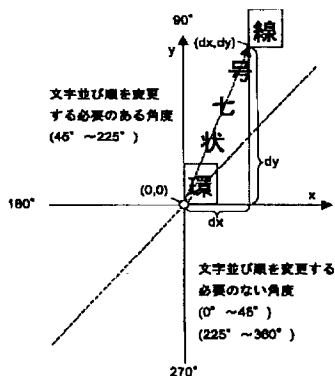 90°
y
(dx,dy)
線
号
七
状
環
文字並び順を変更
する必要のある角度
(45°～225°)
dy
(0,0)
180°
x
dx
文字並び順を変更する
必要のない角度
(0°～45°)
(225°～360°)
270°